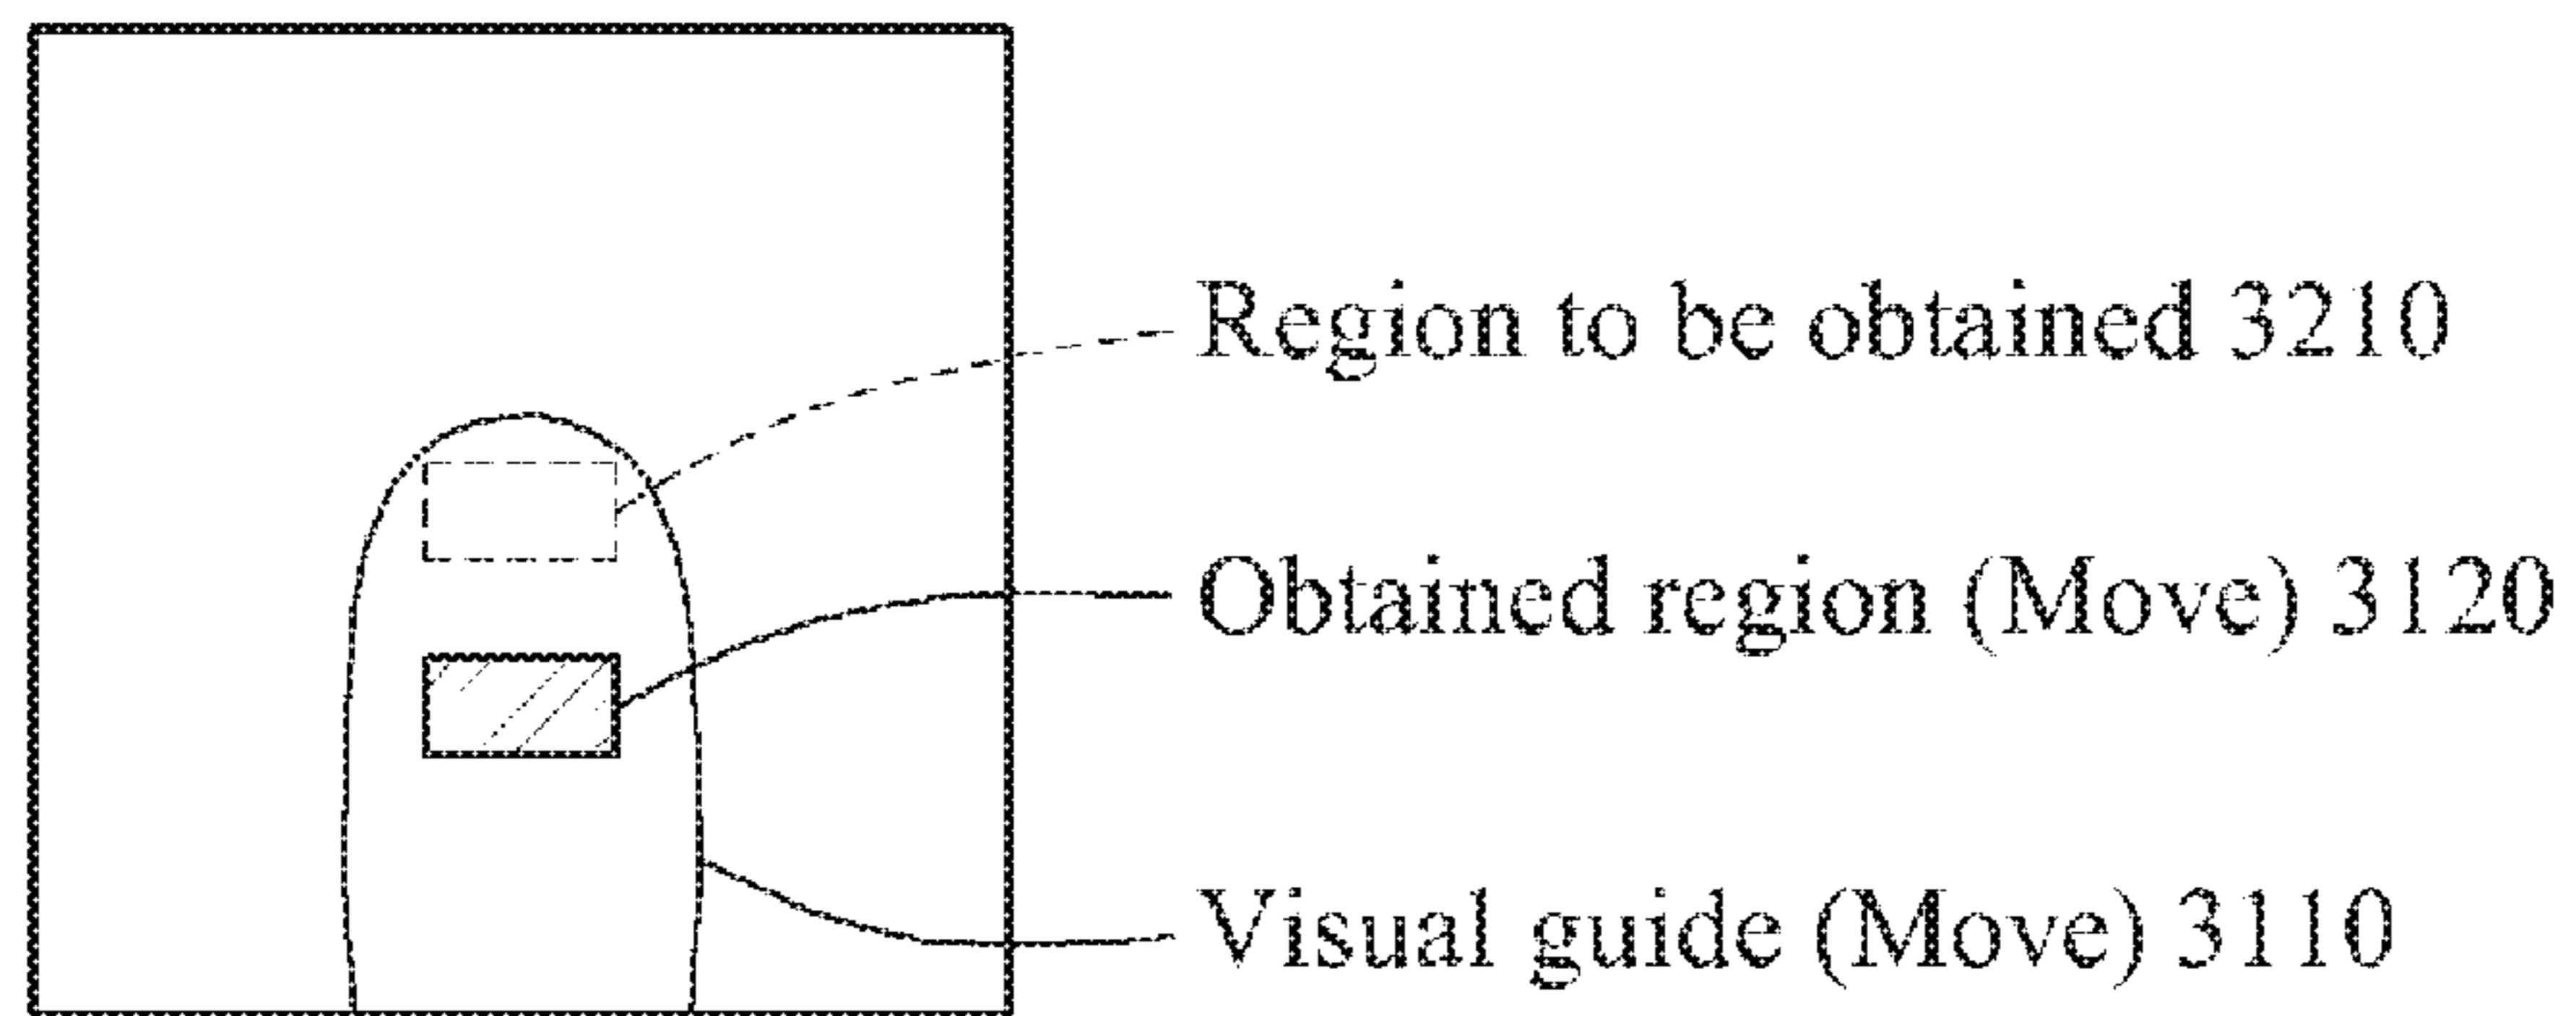 Region to be obtained 3210
Obtained region (Move) 3120
Visual guide (Move) 3110